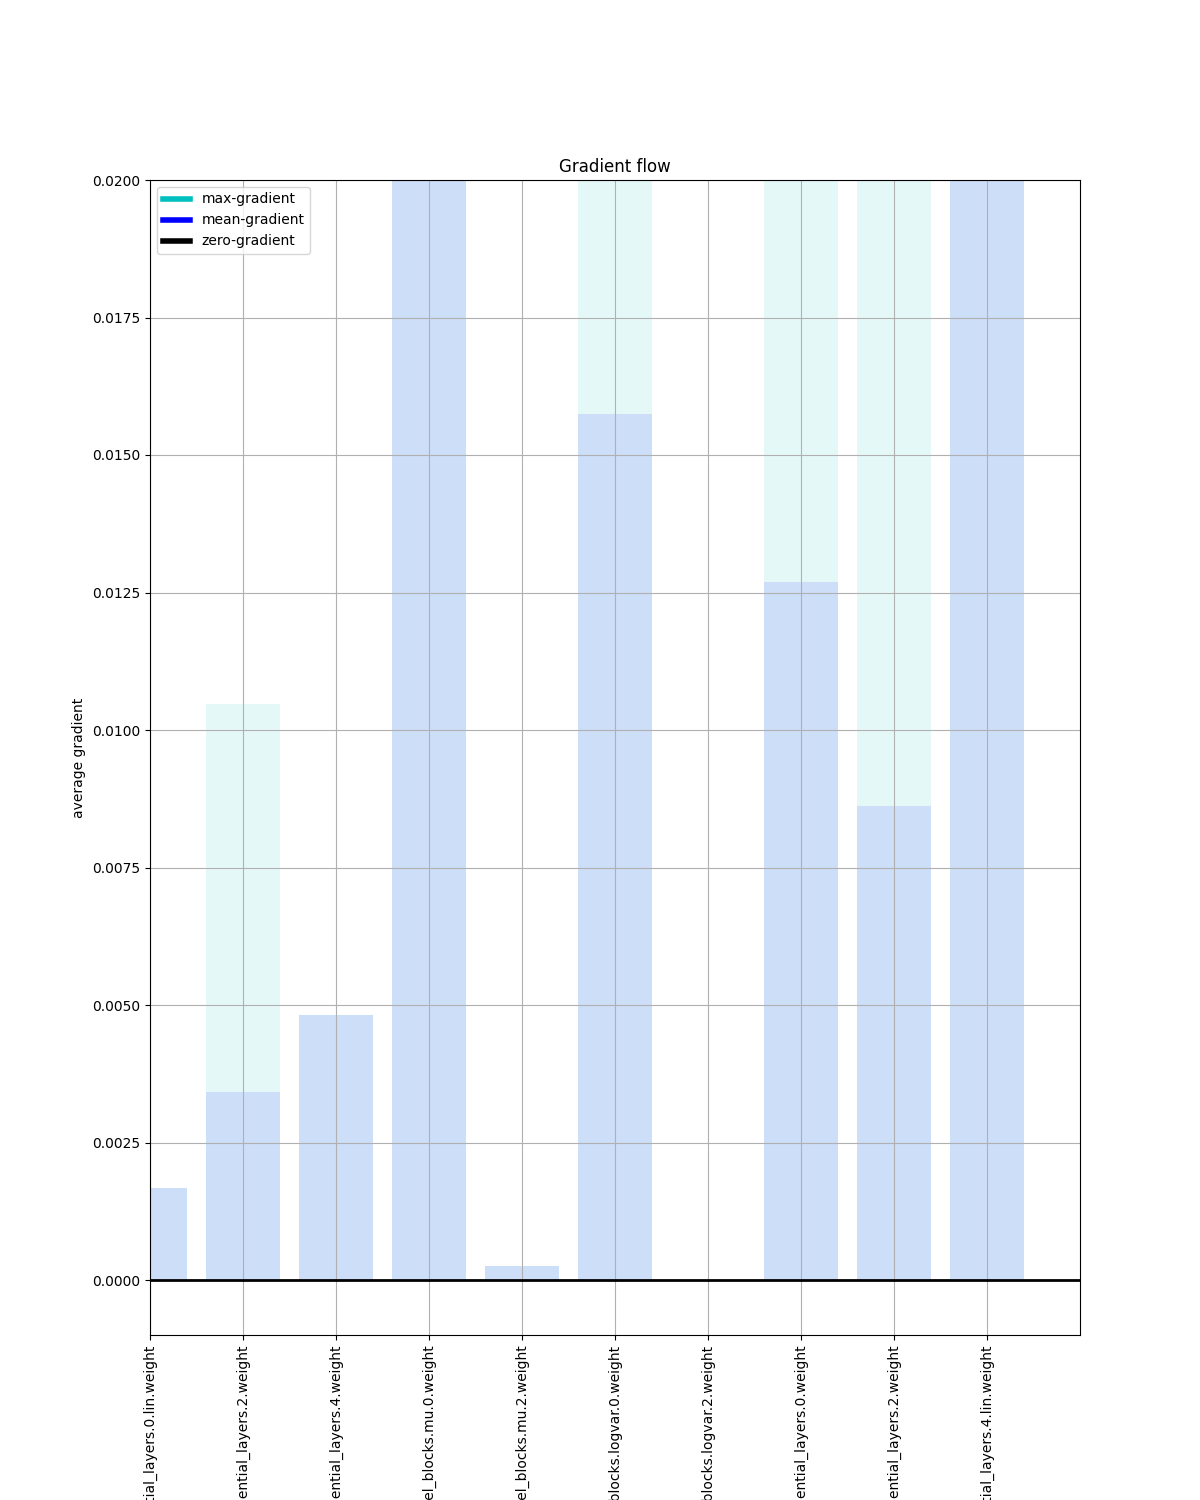 Gradient flow
max-gradient
mean-gradient
zero-gradient
0.0200
0.0175
0.0150
0.0125
0.0100
0.0075
0.0050
0.0025
0.0000
average gradient
tial_layers.0.lin.weight
ential_layers.2.weight
ential_layers.4.weight
el_blocks.mu.0.weight
el_blocks.mu.2.weight
blocks.logvar.0.weight
blocks.logvar.2.weight
ential_layers.0.weight
ential_layers.2.weight
tial_layers.4.lin.weight